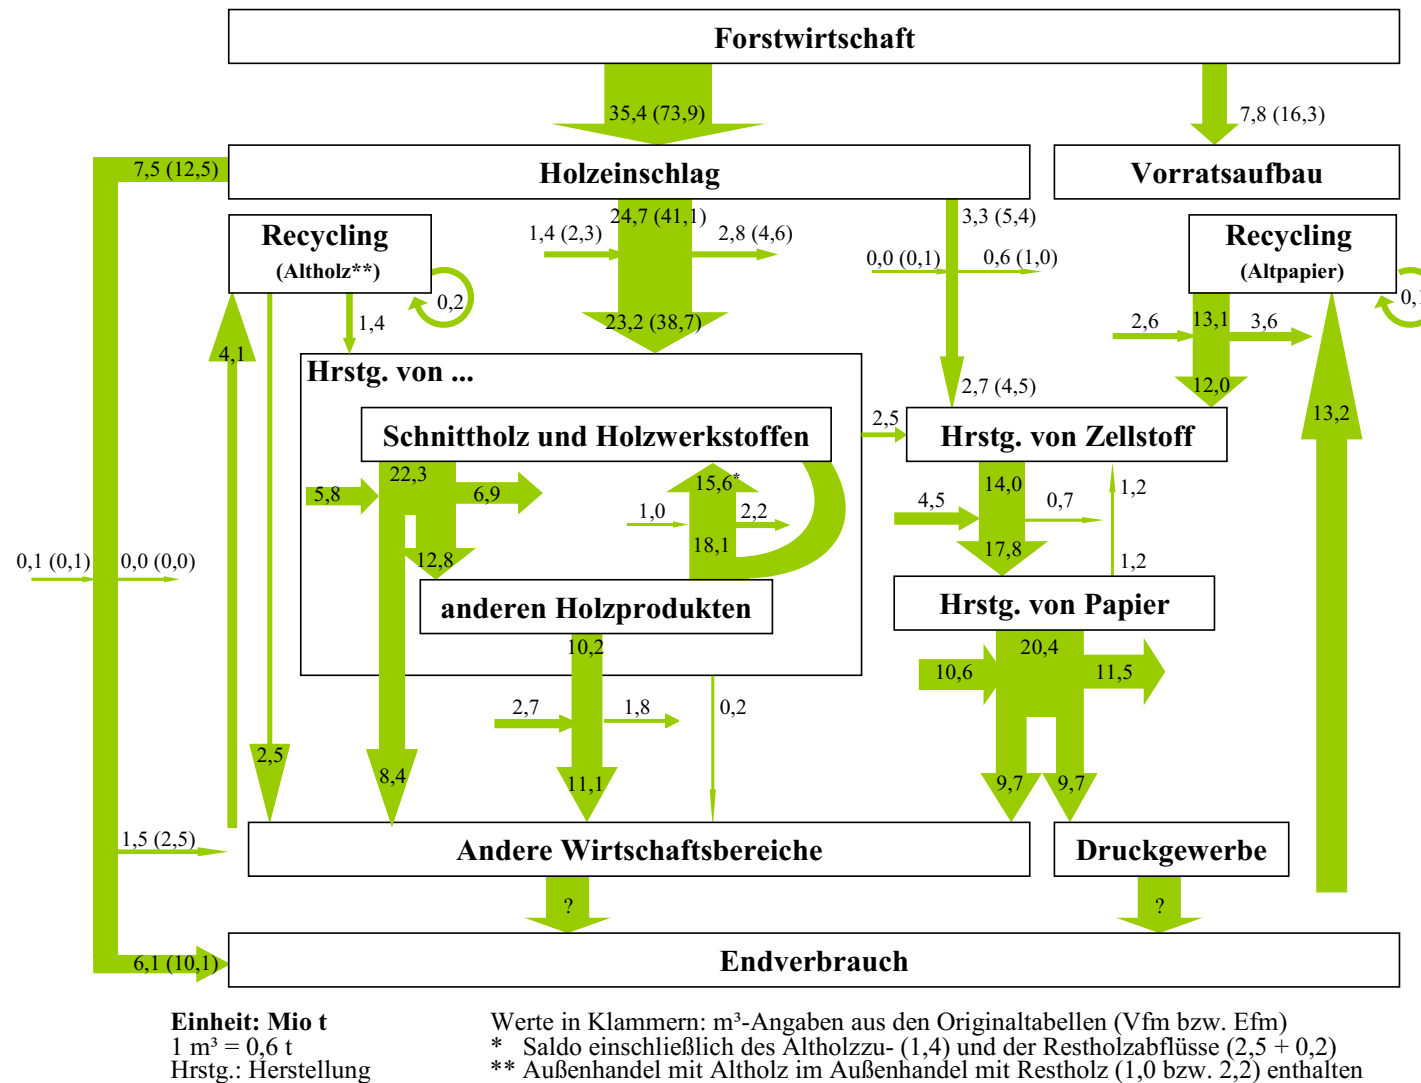 Forstwirtschaft
35,4 (73,9)
7,8 (16,3)
7,5 (12,5)
Holzeinschlag
Vorratsaufbau
24,7 (41,1)
3,3 (5,4)
Recycling
(Altholz**)
1,4 (2,3)
2,8 (4,6)
0,0 (0,1)
0,6 (1,0)
Recycling
(Altpapier)
0,2
0,1
1,4
23,2 (38,7)
2,6
13,1
3,6
4,1
Hrstg. von ...
2,7 (4,5)
12,0
13,2
Schnittholz und Holzwerkstoffen
2,5
Hrstg. von Zellstoff
5,8
22,3
6,9
15,6*
1,0
2,2
18,1
12,8
4,5
14,0
0,7
1,2
17,8
1,2
0,1 (0,1)
0,0 (0,0)
anderen Holzprodukten
Hrstg. von Papier
10,2
20,4
10,6
11,5
2,7
1,8
0,2
2,5
8,4
11,1
9,7
9,7
1,5 (2,5)
Andere Wirtschaftsbereiche
Druckgewerbe
?
?
6,1 (10,1)
Endverbrauch
Einheit: Mio t
1 m³ = 0,6 t
Hrstg.: Herstellung
Werte in Klammern: m³-Angaben aus den Originaltabellen (Vfm bzw. Efm)
* Saldo einschließlich des Altholzzu- (1,4) und der Restholzabflüsse (2,5 + 0,2)
** Außenhandel mit Altholz im Außenhandel mit Restholz (1,0 bzw. 2,2) enthalten